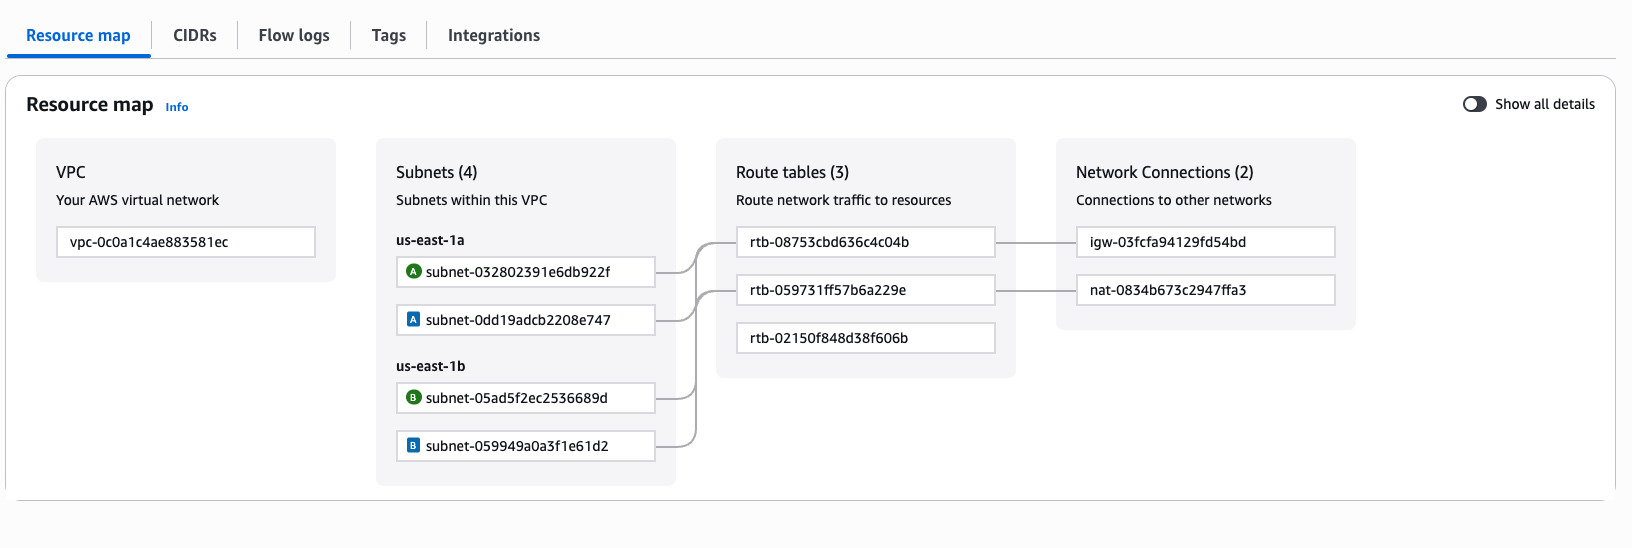 Resource map
CIDRs
Flow logs
Tags
Integrations
Resource map Info
Show all details
VPC
Your AWS virtual network
vpc-0c0a1c4ae883581ec
Subnets (4)
Subnets within this VPC
us-east-1a
A subnet-032802391e6db922f
A subnet-0dd19adcb2208e747
us-east-1b
B subnet-05ad5f2ec2536689d
B subnet-059949a0a3f1e61d2
Route tables (3)
Route network traffic to resources
rtb-08753cbd636c4c04b
rtb-059731ff57b6a229e
rtb-02150f848d38f606b
Network Connections (2)
Connections to other networks
igw-03fcfa94129fd54bd
nat-0834b673c2947ffa3